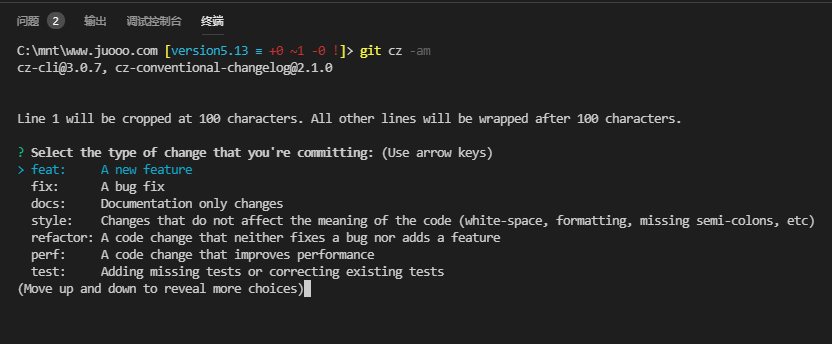 问题 2 输出 调试控制台 终端
C:\mnt\www.juooo.com [version5.13 ≡ +0 ~1 -0 !]> git cz -am
cz-cli@3.0.7, cz-conventional-changelog@2.1.0
Line 1 will be cropped at 100 characters. All other lines will be wrapped after 100 characters.
? Select the type of change that you're committing: (Use arrow keys)
> feat:     A new feature
  fix:      A bug fix
  docs:     Documentation only changes
  style:    Changes that do not affect the meaning of the code (white-space, formatting, missing semi-colons, etc)
  refactor: A code change that neither fixes a bug nor adds a feature
  perf:     A code change that improves performance
  test:     Adding missing tests or correcting existing tests
(Move up and down to reveal more choices)